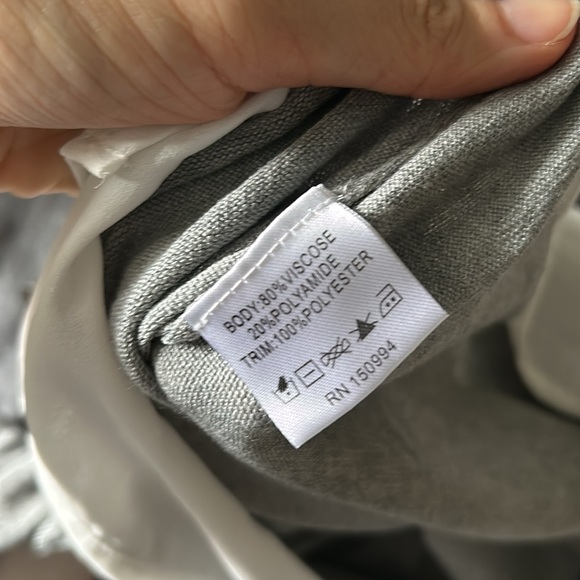 BODY:80%VISCOSE
20%POLYAMIDE
TRIM:100%POLYESTER
RN 150994